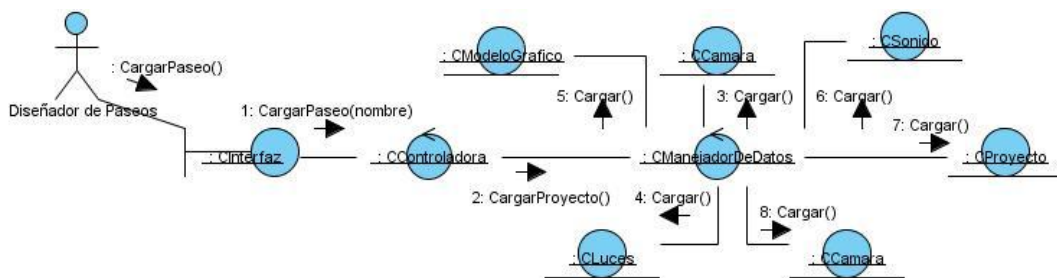 : CModeloGrafico
: CCamara
: CSonido
: CargarPaseo()
5: Cargar()
3: Cargar()
6: Cargar()
Diseñador de Paseos
1: CargarPaseo(nombre)
7: Cargar()
: CInterfaz
: CControladora
: CManejadorDeDatos
: CProyecto
2: CargarProyecto()
4: Cargar()
8: Cargar()
: CLuces
: CCamara